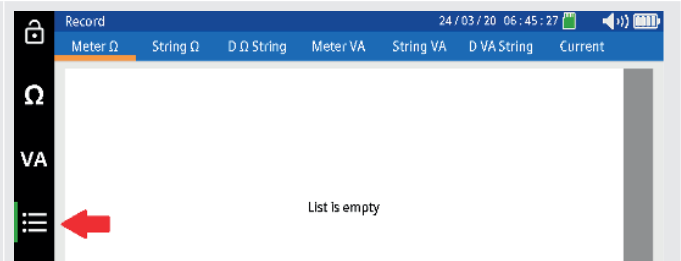 Record 24/03/20 06:45:27
Meter Ω String Ω D Ω String Meter VA String VA D VA String Current
Ω
VA
List is empty